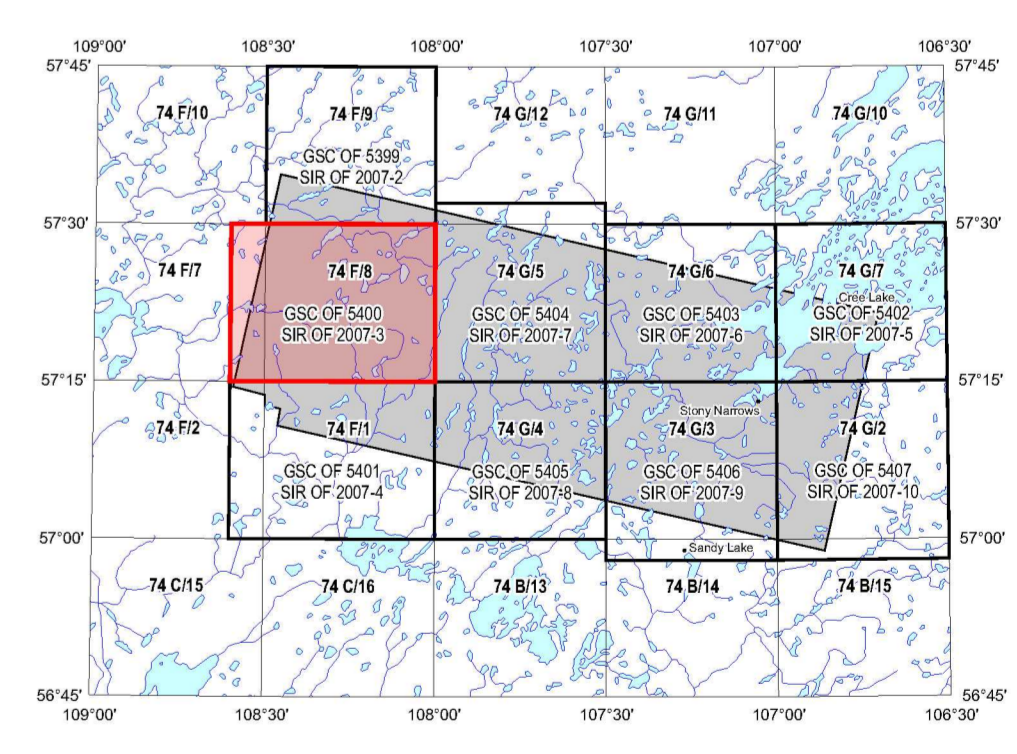 109°00'
108°30'
108°00'
107°30'
107°00'
106°30'
57°45'
57°45'
74 F/10
74 F/9
74 G/12
74 G/11
74 G/10
GSC OF 5399
SIR OF 2007-2
57°30'
57°30'
74 F/7
74 F/8
74 G/5
74 G/6
74 G/7
Cree Lake
GSC OF 5400
SIR OF 2007-3
GSC OF 5404
SIR OF 2007-7
GSC OF 5403
SIR OF 2007-6
GSC OF 5402
SIR OF 2007-5
57°15'
57°15'
Stony Narrows
74 F/2
74 F/1
74 G/4
74 G/3
74 G/2
GSC OF 5401
SIR OF 2007-4
GSC OF 5405
SIR OF 2007-8
GSC OF 5406
SIR OF 2007-9
GSC OF 5407
SIR OF 2007-10
57°00'
57°00'
Sandy Lake
74 C/15
74 C/16
74 B/13
74 B/14
74 B/15
56°45'
56°45'
109°00'
108°30'
108°00'
107°30'
107°00'
106°30'